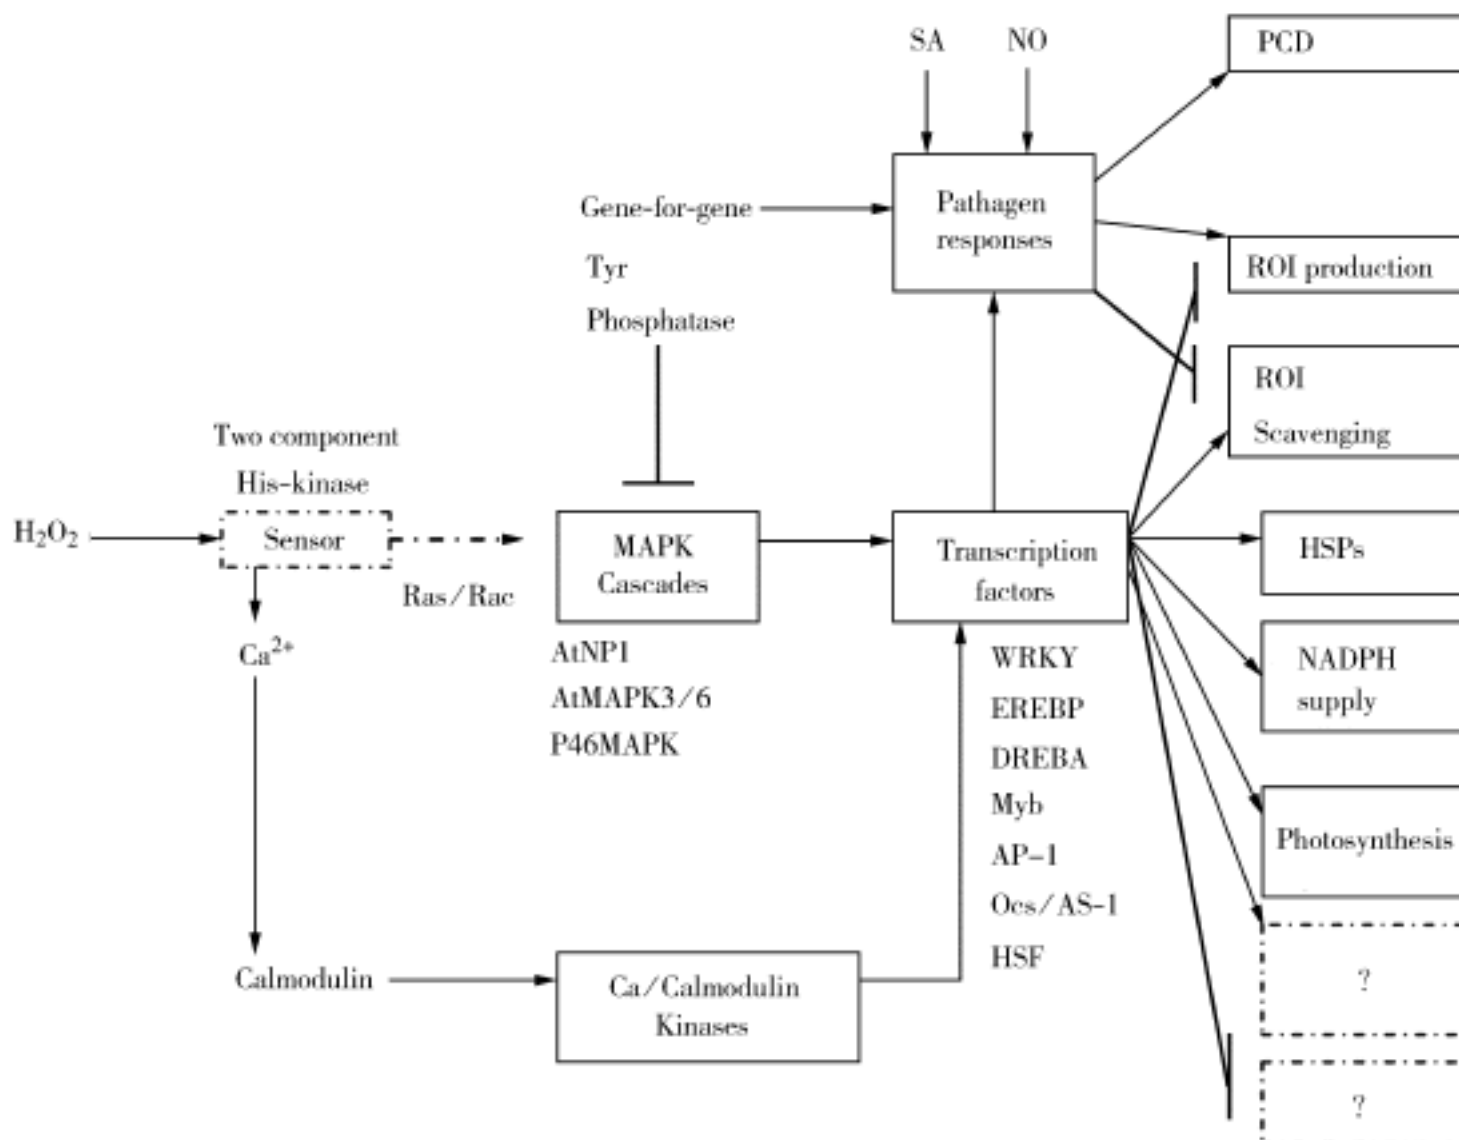 SA
NO
PCD
Gene-for-gene
Pathagen
responses
ROI production
Tyr
Phosphatase
ROI
Scavenging
Two component
His-kinase
H₂O₂
Sensor
Ras/Rac
MAPK
Cascades
Transcription
factors
HSPs
Ca²⁺
AtNP1
AtMAPK3/6
P46MAPK
WRKY
EREBP
DREBA
Myb
AP-1
Ocs/AS-1
HSF
NADPH
supply
Photosynthesis
Calmodulin
Ca/Calmodulin
Kinases
?
?